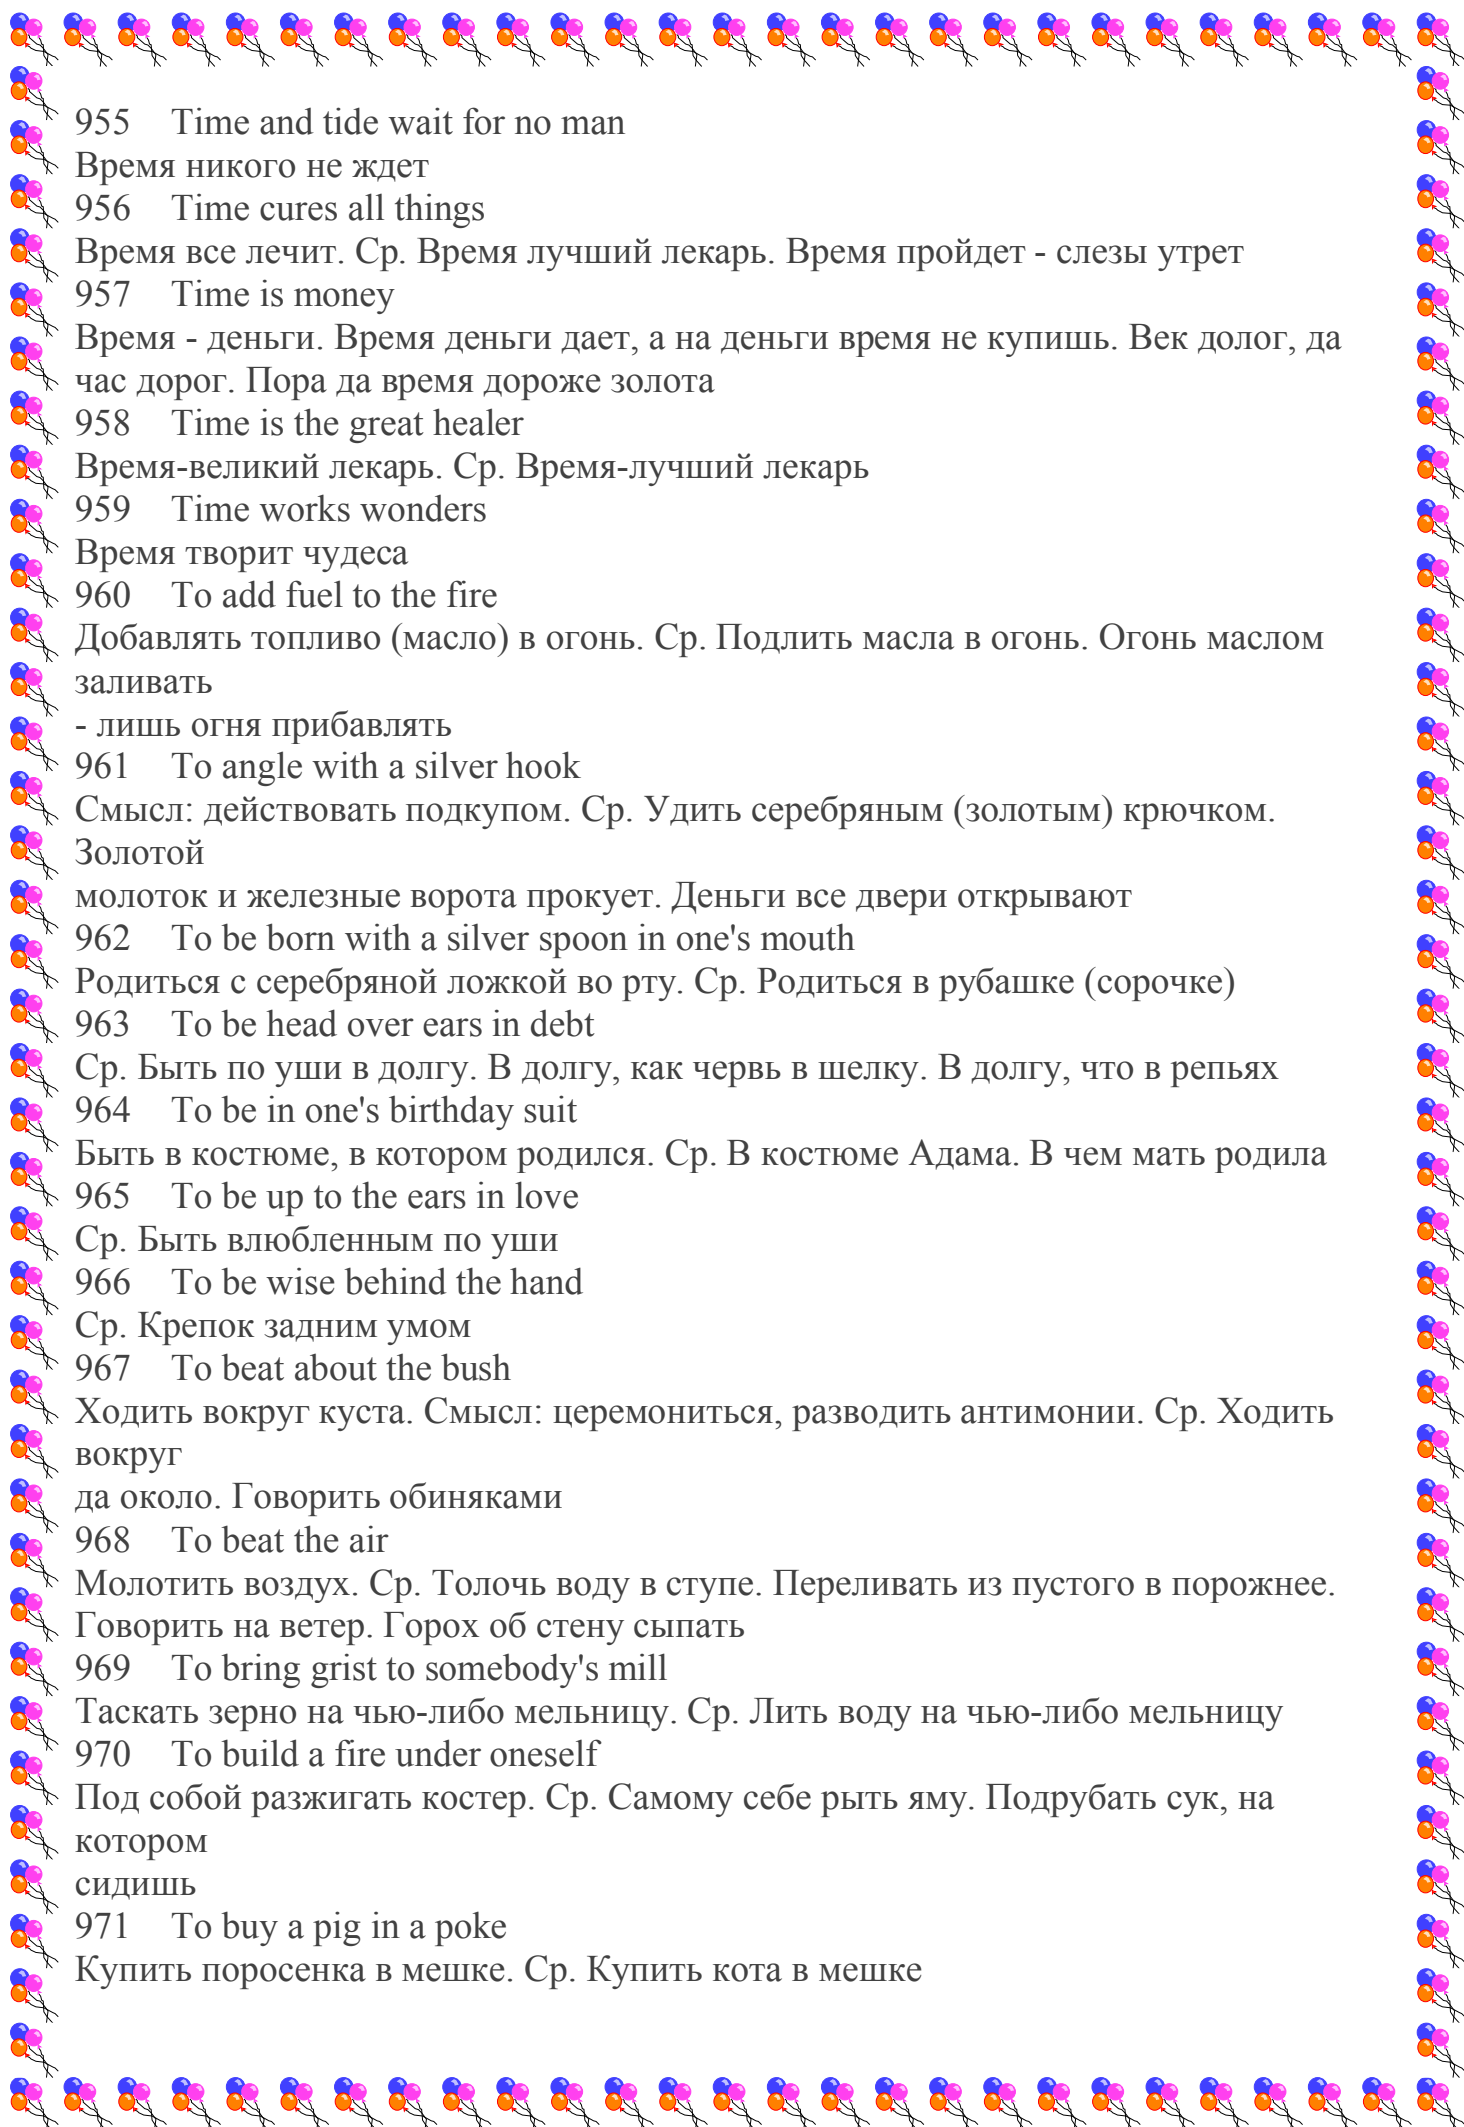 955 Time and tide wait for no man
Время никого не ждет
956 Time cures all things
Время все лечит. Ср. Время лучший лекарь. Время пройдет - слезы утрет
957 Time is money
Время - деньги. Время деньги дает, а на деньги время не купишь. Век долог, да
час дорог. Пора да время дороже золота
958 Time is the great healer
Время-великий лекарь. Ср. Время-лучший лекарь
959 Time works wonders
Время творит чудеса
960 To add fuel to the fire
Добавлять топливо (масло) в огонь. Ср. Подлить масла в огонь. Огонь маслом
заливать
- лишь огня прибавлять
961 To angle with a silver hook
Смысл: действовать подкупом. Ср. Удить серебряным (золотым) крючком.
Золотой
молоток и железные ворота прокует. Деньги все двери открывают
962 To be born with a silver spoon in one's mouth
Родиться с серебряной ложкой во рту. Ср. Родиться в рубашке (сорочке)
963 To be head over ears in debt
Ср. Быть по уши в долгу. В долгу, как червь в шелку. В долгу, что в репьях
964 To be in one's birthday suit
Быть в костюме, в котором родился. Ср. В костюме Адама. В чем мать родила
965 To be up to the ears in love
Ср. Быть влюбленным по уши
966 To be wise behind the hand
Ср. Крепок задним умом
967 To beat about the bush
Ходить вокруг куста. Смысл: церемониться, разводить антимонии. Ср. Ходить
вокруг
да около. Говорить обиняками
968 To beat the air
Молотить воздух. Ср. Толочь воду в ступе. Переливать из пустого в порожнее.
Говорить на ветер. Горох об стену сыпать
969 To bring grist to somebody's mill
Таскать зерно на чью-либо мельницу. Ср. Лить воду на чью-либо мельницу
970 To build a fire under oneself
Под собой разжигать костер. Ср. Самому себе рыть яму. Подрубать сук, на
котором
сидишь
971 To buy a pig in a poke
Купить поросенка в мешке. Ср. Купить кота в мешке